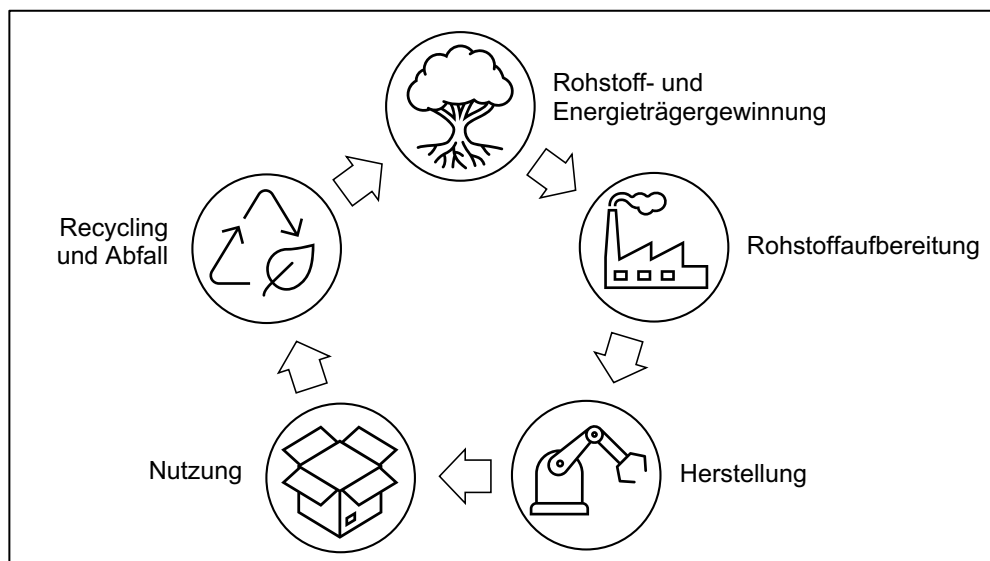 Rohstoff- und
Energieträgergewinnung
Rohstoffaufbereitung
Herstellung
Nutzung
Recycling
und Abfall